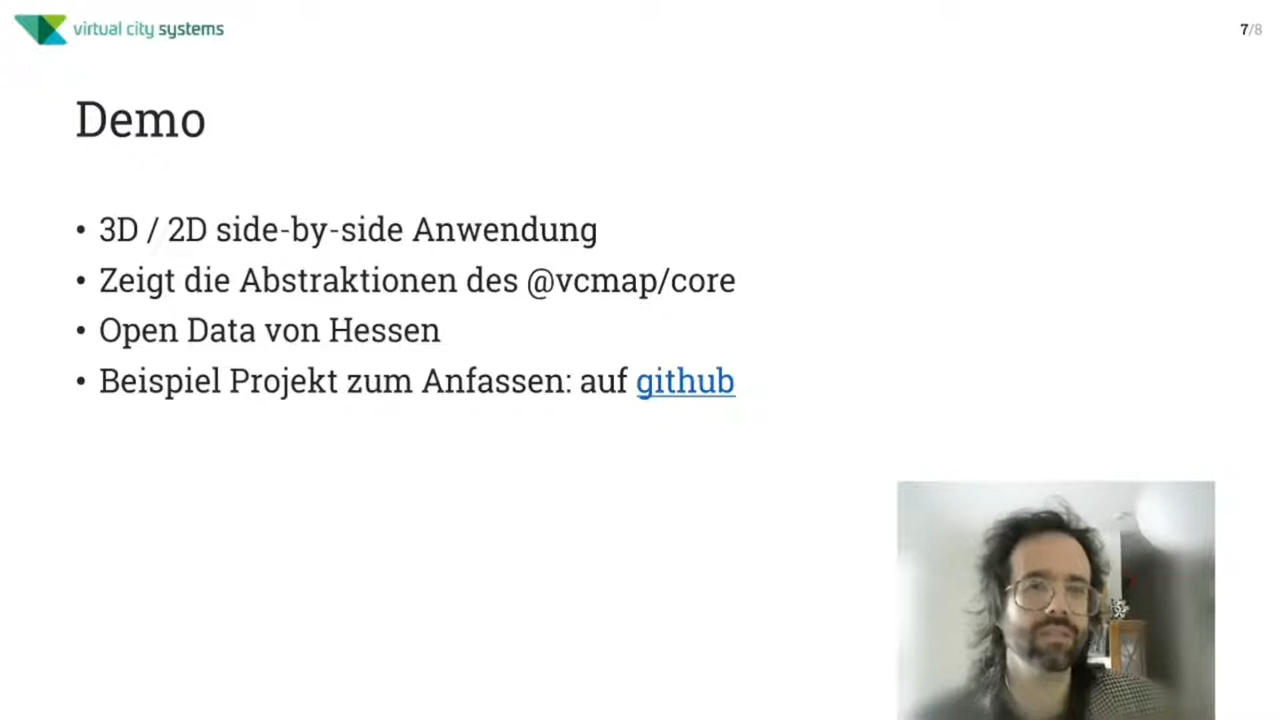 virtual city systems
7/8
Demo
• 3D / 2D side-by-side Anwendung
• Zeigt die Abstraktionen des @vcmap/core
• Open Data von Hessen
• Beispiel Projekt zum Anfassen: auf github